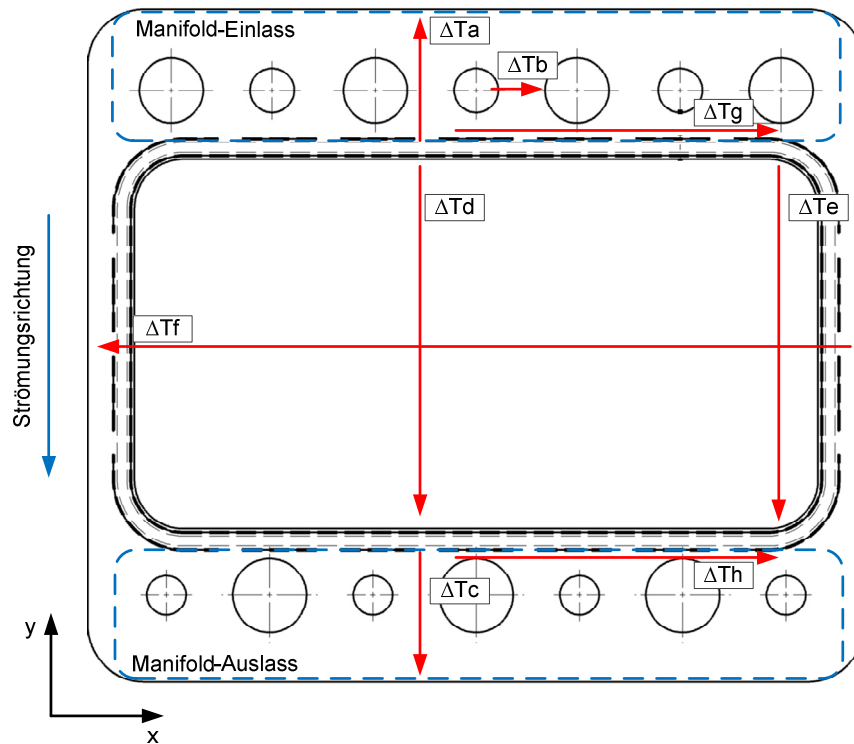 Manifold-Einlass
ΔTa
ΔTb
ΔTg
ΔTd
ΔTe
Strömungsrichtung
ΔTf
ΔTh
ΔTc
y
Manifold-Auslass
x